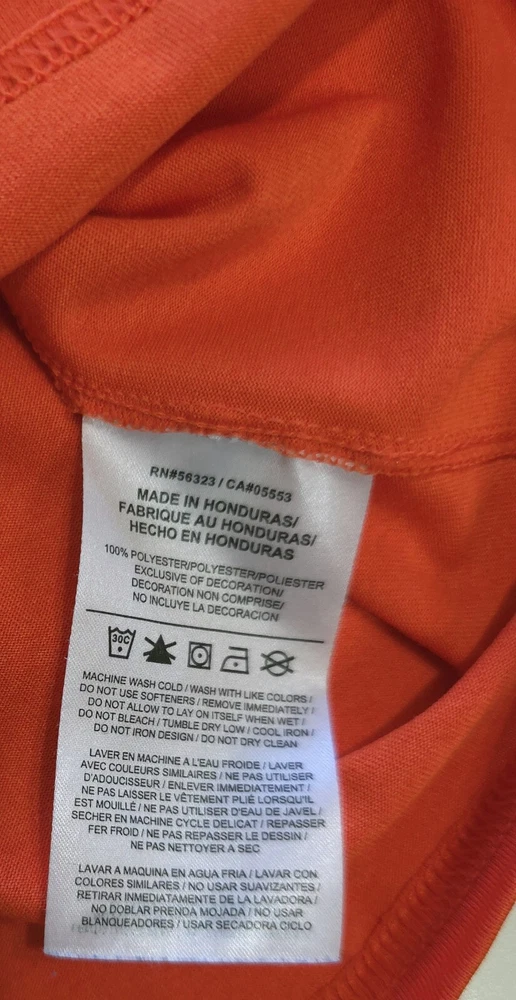 RN#56323 / CA#05553
MADE IN HONDURAS/
FABRIQUE AU HONDURAS/
HECHO EN HONDURAS
100% POLYESTER/POLYESTER/POLIESTER
EXCLUSIVE OF DECORATION/
DECORATION NON COMPRISE/
NO INCLUYE LA DECORACION
30C
MACHINE WASH COLD / WASH WITH LIKE COLORS /
DO NOT USE SOFTENERS / REMOVE IMMEDIATELY /
DO NOT ALLOW TO LAY ON ITSELF WHEN WET /
DO NOT BLEACH / TUMBLE DRY LOW / COOL IRON /
DO NOT IRON DESIGN / DO NOT DRY CLEAN
LAVER EN MACHINE A L'EAU FROIDE / LAVER
AVEC COULEURS SIMILAIRES / NE PAS UTILISER
D'ADOUCISSEUR / ENLEVER IMMEDIATEMENT /
NE PAS LAISSER LE VÊTEMENT PLIÉ LORSQU'IL
EST MOUILLÉ / NE PAS UTILISER D'EAU DE JAVEL /
SECHER EN MACHINE CYCLE DELICAT / REPASSER
FER FROID / NE PAS REPASSER LE DESSIN /
NE PAS NETTOYER A SEC
LAVAR A MAQUINA EN AGUA FRIA / LAVAR CON
COLORES SIMILARES / NO USAR SUAVIZANTES /
RETIRAR INMEDIATAMENTE DE LA LAVADORA /
NO DOBLAR PRENDA MOJADA / NO USAR
BLANQUEADORES / USAR SECADORA CICLO